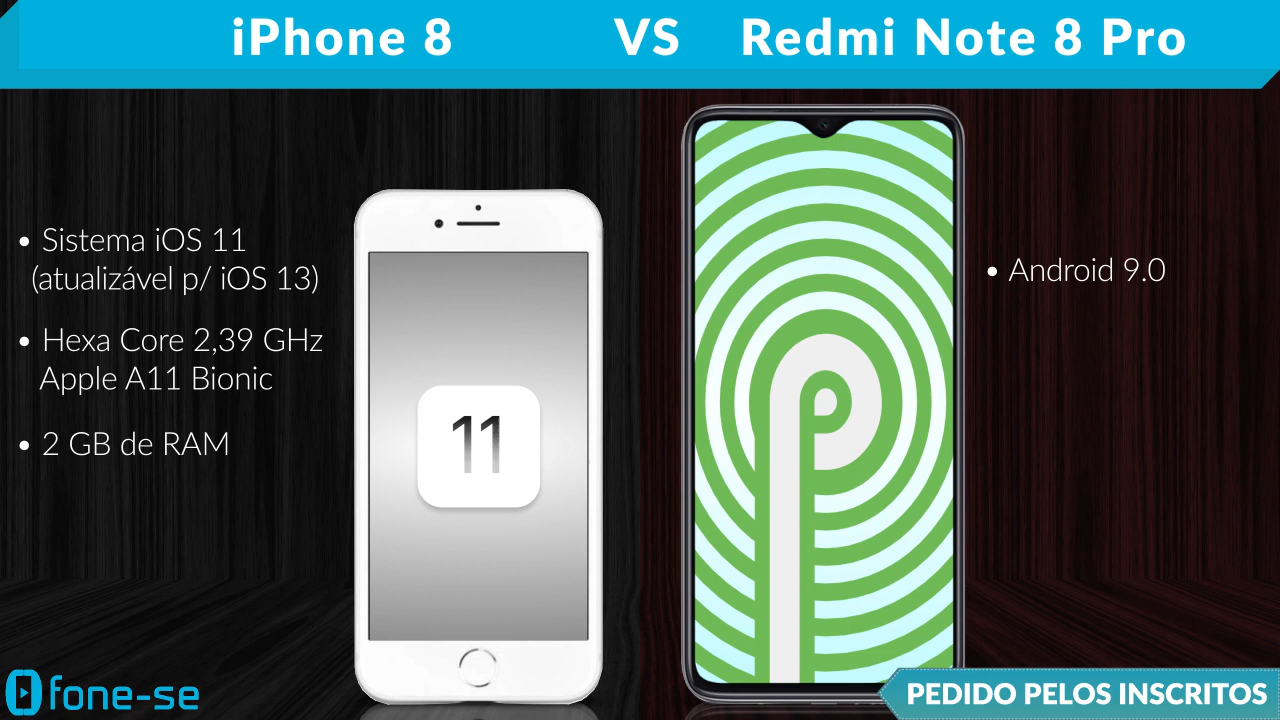 iPhone 8 VS Redmi Note 8 Pro
• Sistema iOS 11
(atualizável p/ iOS 13)
• Hexa Core 2,39 GHz
Apple A11 Bionic
• 2 GB de RAM
11
• Android 9.0
fone-se
PEDIDO PELOS INSCRITOS